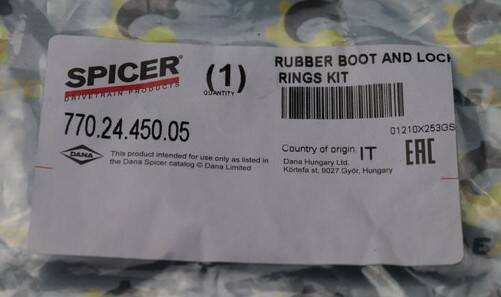 SPICER
DRIVETRAIN PRODUCTS
(1)
QUANTITY
RUBBER BOOT AND LOCK
RINGS KIT
01210X253GS
770.24.450.05
DANA
This product intended for use only as listed in
the Dana Spicer catalog © Dana Limited
Country of origin IT
Dana Hungary Ltd.
Körtefa st, 9027 Győr, Hungary
EAC